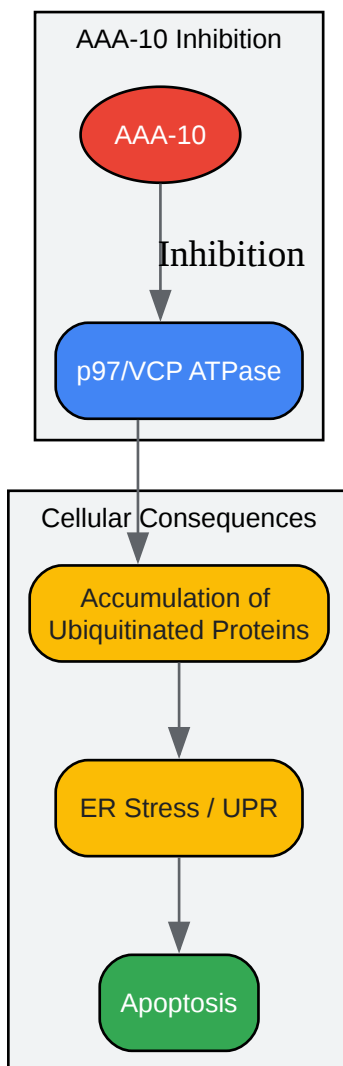 AAA-10 Inhibition
AAA-10
Inhibition
p97/VCP ATPase
Cellular Consequences
Accumulation of
Ubiquitinated Proteins
ER Stress / UPR
Apoptosis